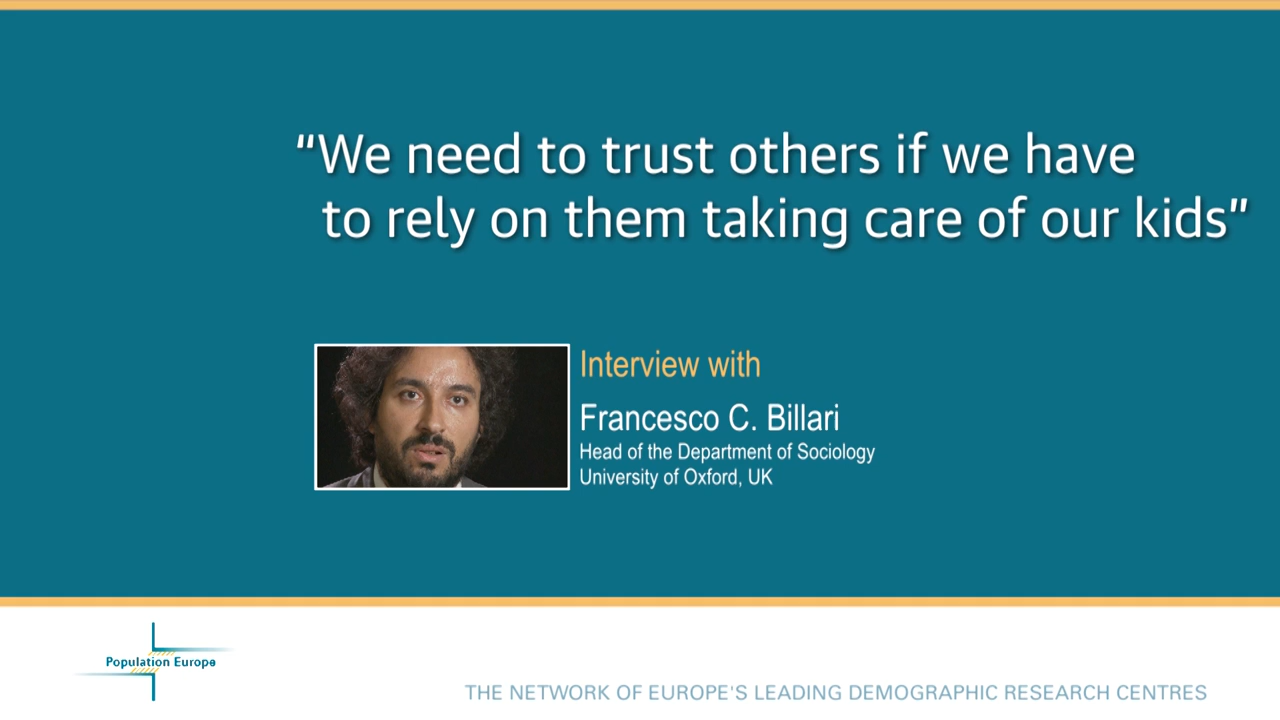 “We need to trust others if we have
to rely on them taking care of our kids”
Interview with
Francesco C. Billari
Head of the Department of Sociology
University of Oxford, UK
Population Europe
THE NETWORK OF EUROPE'S LEADING DEMOGRAPHIC RESEARCH CENTRES